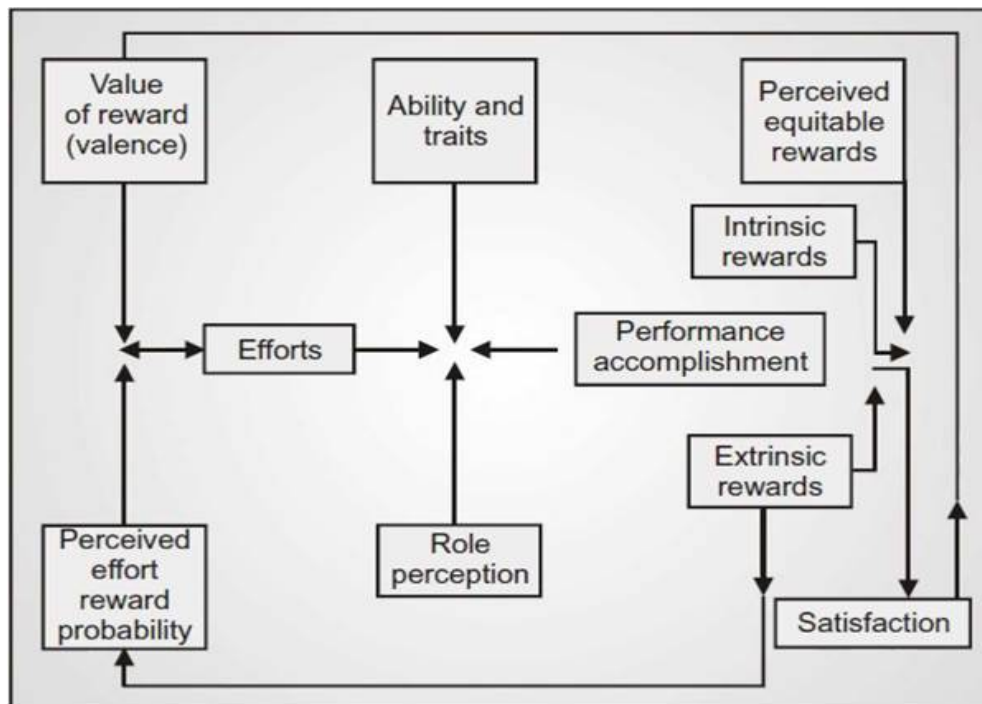 Value
of reward
(valence)
Ability and
traits
Perceived
equitable
rewards
Intrinsic
rewards
Efforts
Performance
accomplishment
Extrinsic
rewards
Perceived
effort
reward
probability
Role
perception
Satisfaction